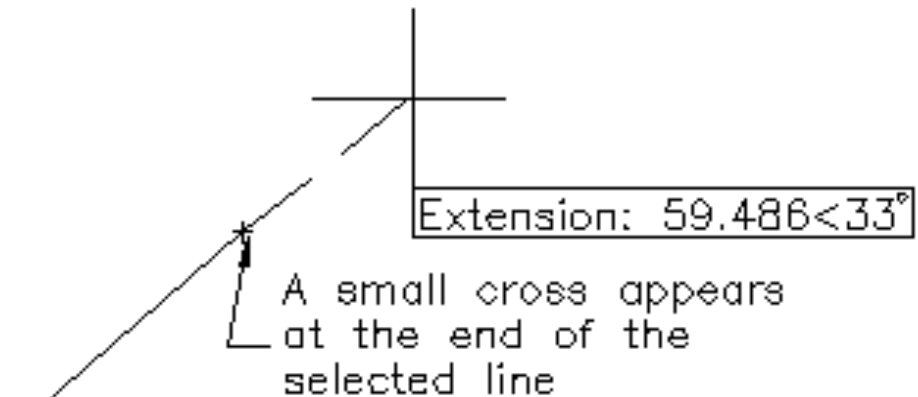 Extension: 59.486<33°
A small cross appears
at the end of the
selected line